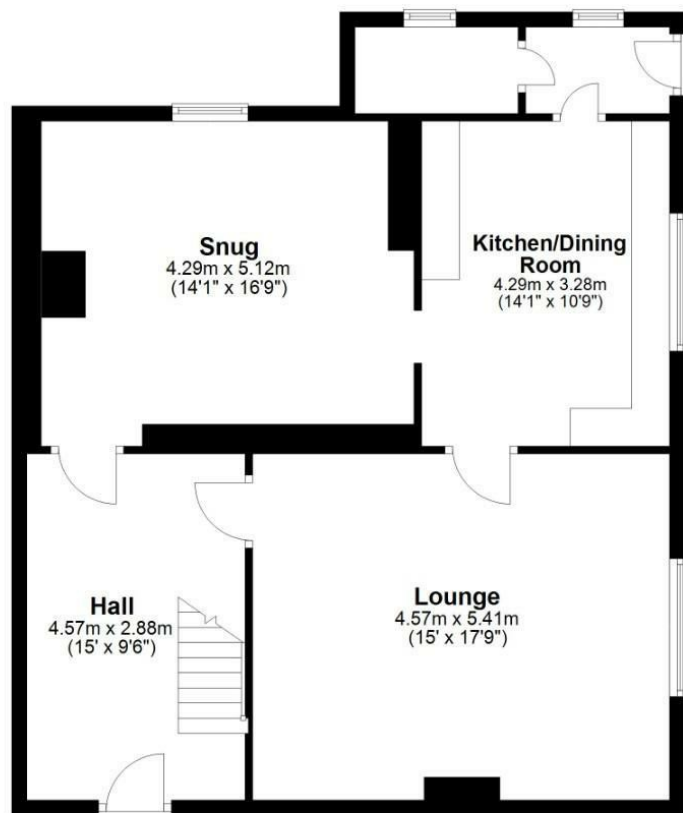 Snug
4.29m x 5.12m
(14'1" x 16'9")
Kitchen/Dining
Room
4.29m x 3.28m
(14'1" x 10'9")
Hall
4.57m x 2.88m
(15' x 9'6")
Lounge
4.57m x 5.41m
(15' x 17'9")